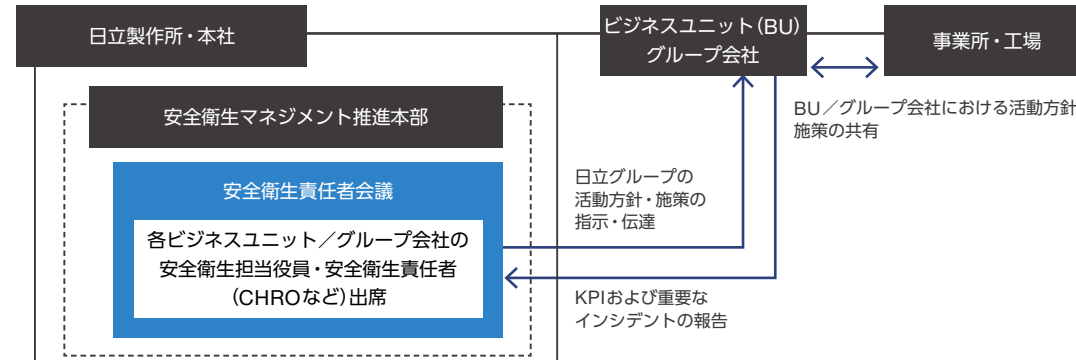 日立製作所・本社
ビジネスユニット(BU)
グループ会社
事業所・工場
安全衛生マネジメント推進本部
BU/グループ会社における活動方針
施策の共有
安全衛生責任者会議
日立グループの
活動方針・施策の
指示・伝達
各ビジネスユニット/グループ会社の
安全衛生担当役員・安全衛生責任者
(CHROなど)出席
KPIおよび重要な
インシデントの報告